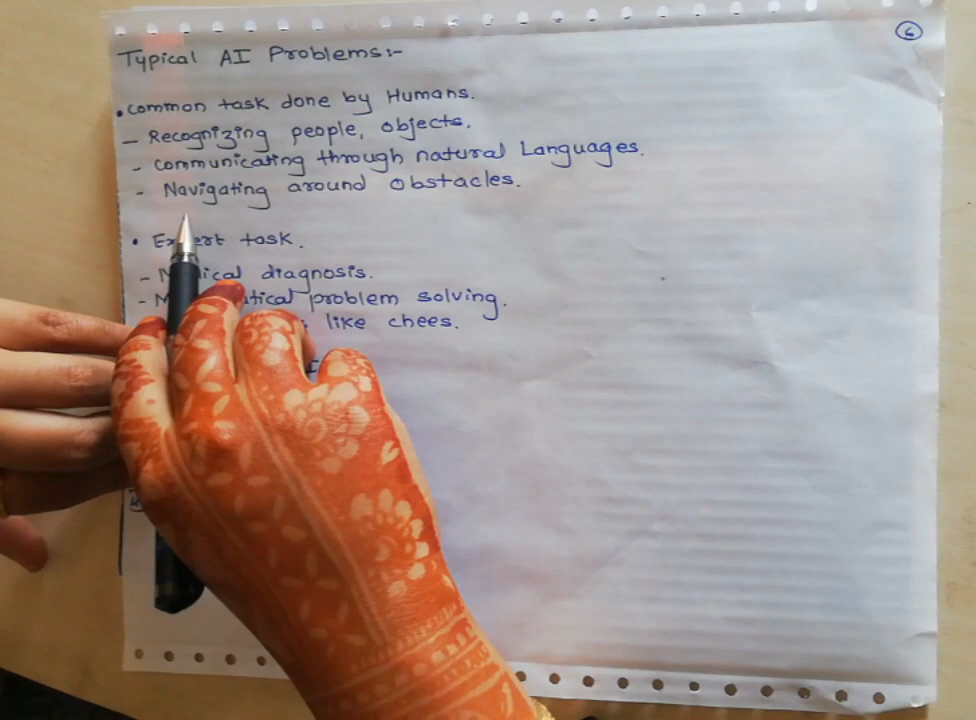 6
Typical AI Problems:-
• Common task done by Humans.
- Recognizing people, objects.
- Communicating through natural Languages.
- Navigating around obstacles.
• task.
- diagnosis.
- problem solving.
like chees.